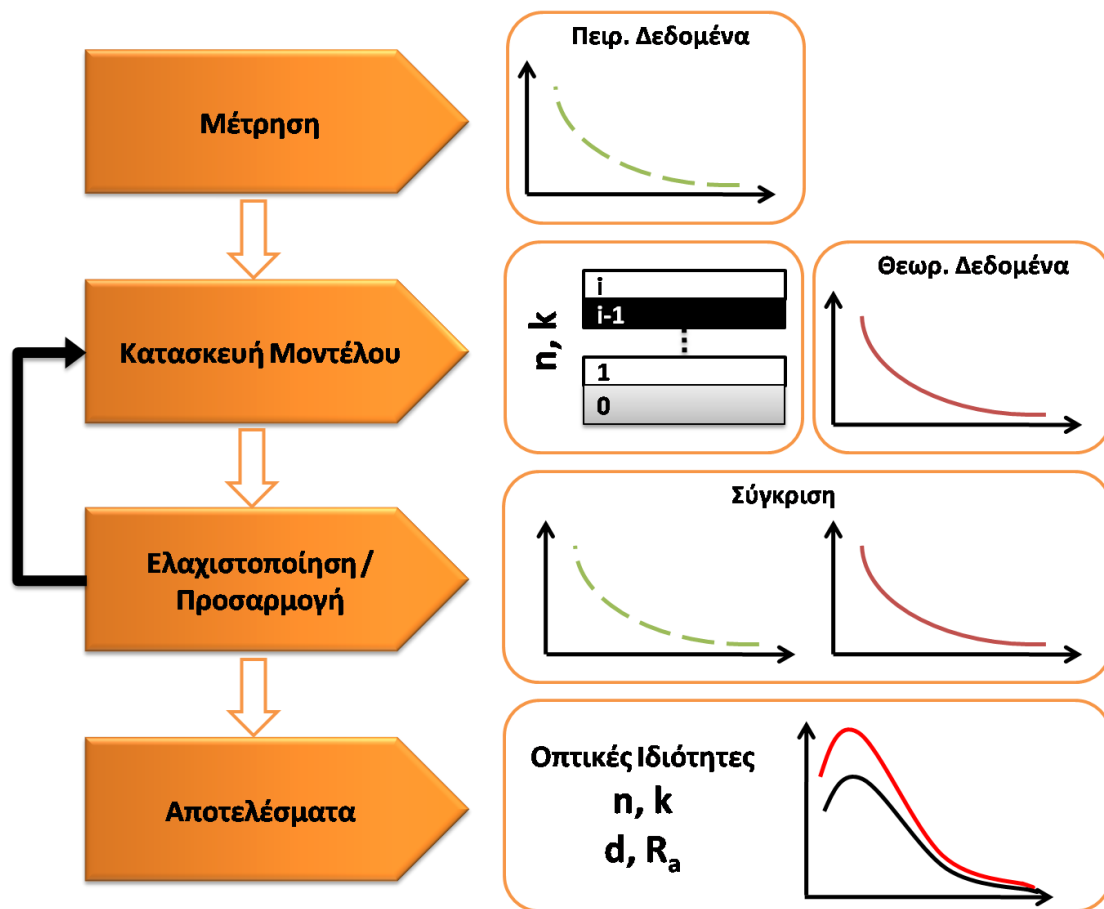 Μέτρηση
Πειρ. Δεδομένα
Κατασκευή Μοντέλου
n, k
i
i-1
1
0
Θεωρ. Δεδομένα
Ελαχιστοποίηση /
Προσαρμογή
Σύγκριση
Αποτελέσματα
Οπτικές Ιδιότητες
n, k
d, Ra